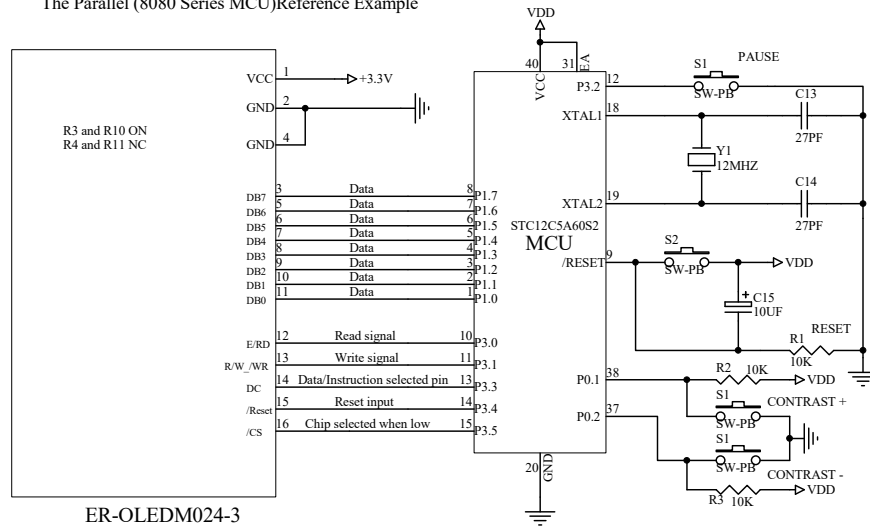 The Parallel (8080 Series MCU)Reference Example
VCC 1 +3.3V
GND 2
GND 4
R3 and R10 ON
R4 and R11 NC
DB7 3 Data 8 P1.7
DB6 5 Data 7 P1.6
DB5 6 Data 6 P1.5
DB4 7 Data 5 P1.4
DB3 8 Data 4 P1.3
DB2 9 Data 3 P1.2
DB1 10 Data 2 P1.1
DB0 11 Data 1 P1.0
E/RD 12 Read signal 10 P3.0
R/W_/WR 13 Write signal 11 P3.1
DC 14 Data/Instruction selected pin 13 P3.3
/Reset 15 Reset input 14 P3.4
/CS 16 Chip selected when low 15 P3.5
ER-OLEDM024-3
VDD
40 31
VCC EA
STC12C5A60S2
MCU
20 GND
P3.2 12
S1 PAUSE
SW-PB
XTAL1 18
C13
27PF
Y1
12MHZ
XTAL2 19
C14
27PF
/RESET 9
S2
SW-PB
VDD
+
C15
10UF
R1 RESET
10K
P0.1 38
R2 10K VDD
S1 CONTRAST +
SW-PB
P0.2 37
S1
SW-PB
CONTRAST -
R3 10K VDD